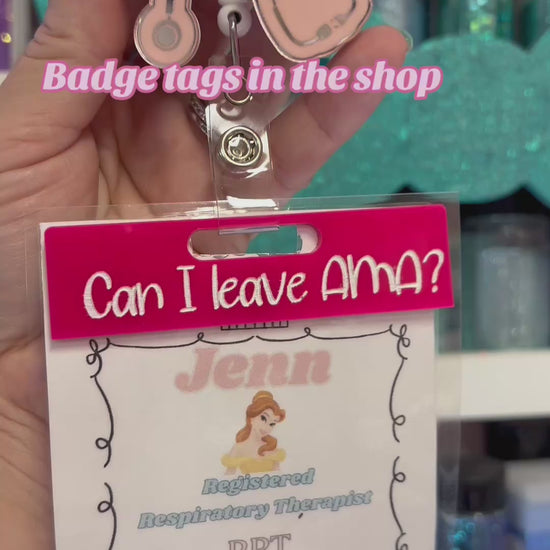 Badge tags in the shop
Can I leave AMA?
Jenn
Registered
Respiratory Therapist
RRT